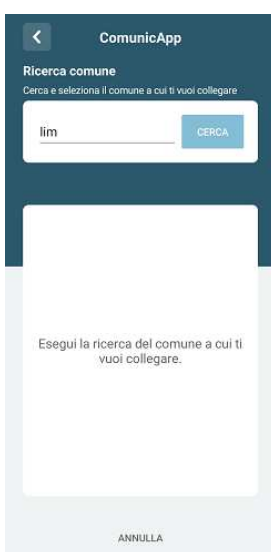 ComunicApp
Ricerca comune
Cerca e seleziona il comune a cui ti vuoi collegare
lim
CERCA
Esegui la ricerca del comune a cui ti
vuoi collegare.
ANNULLA